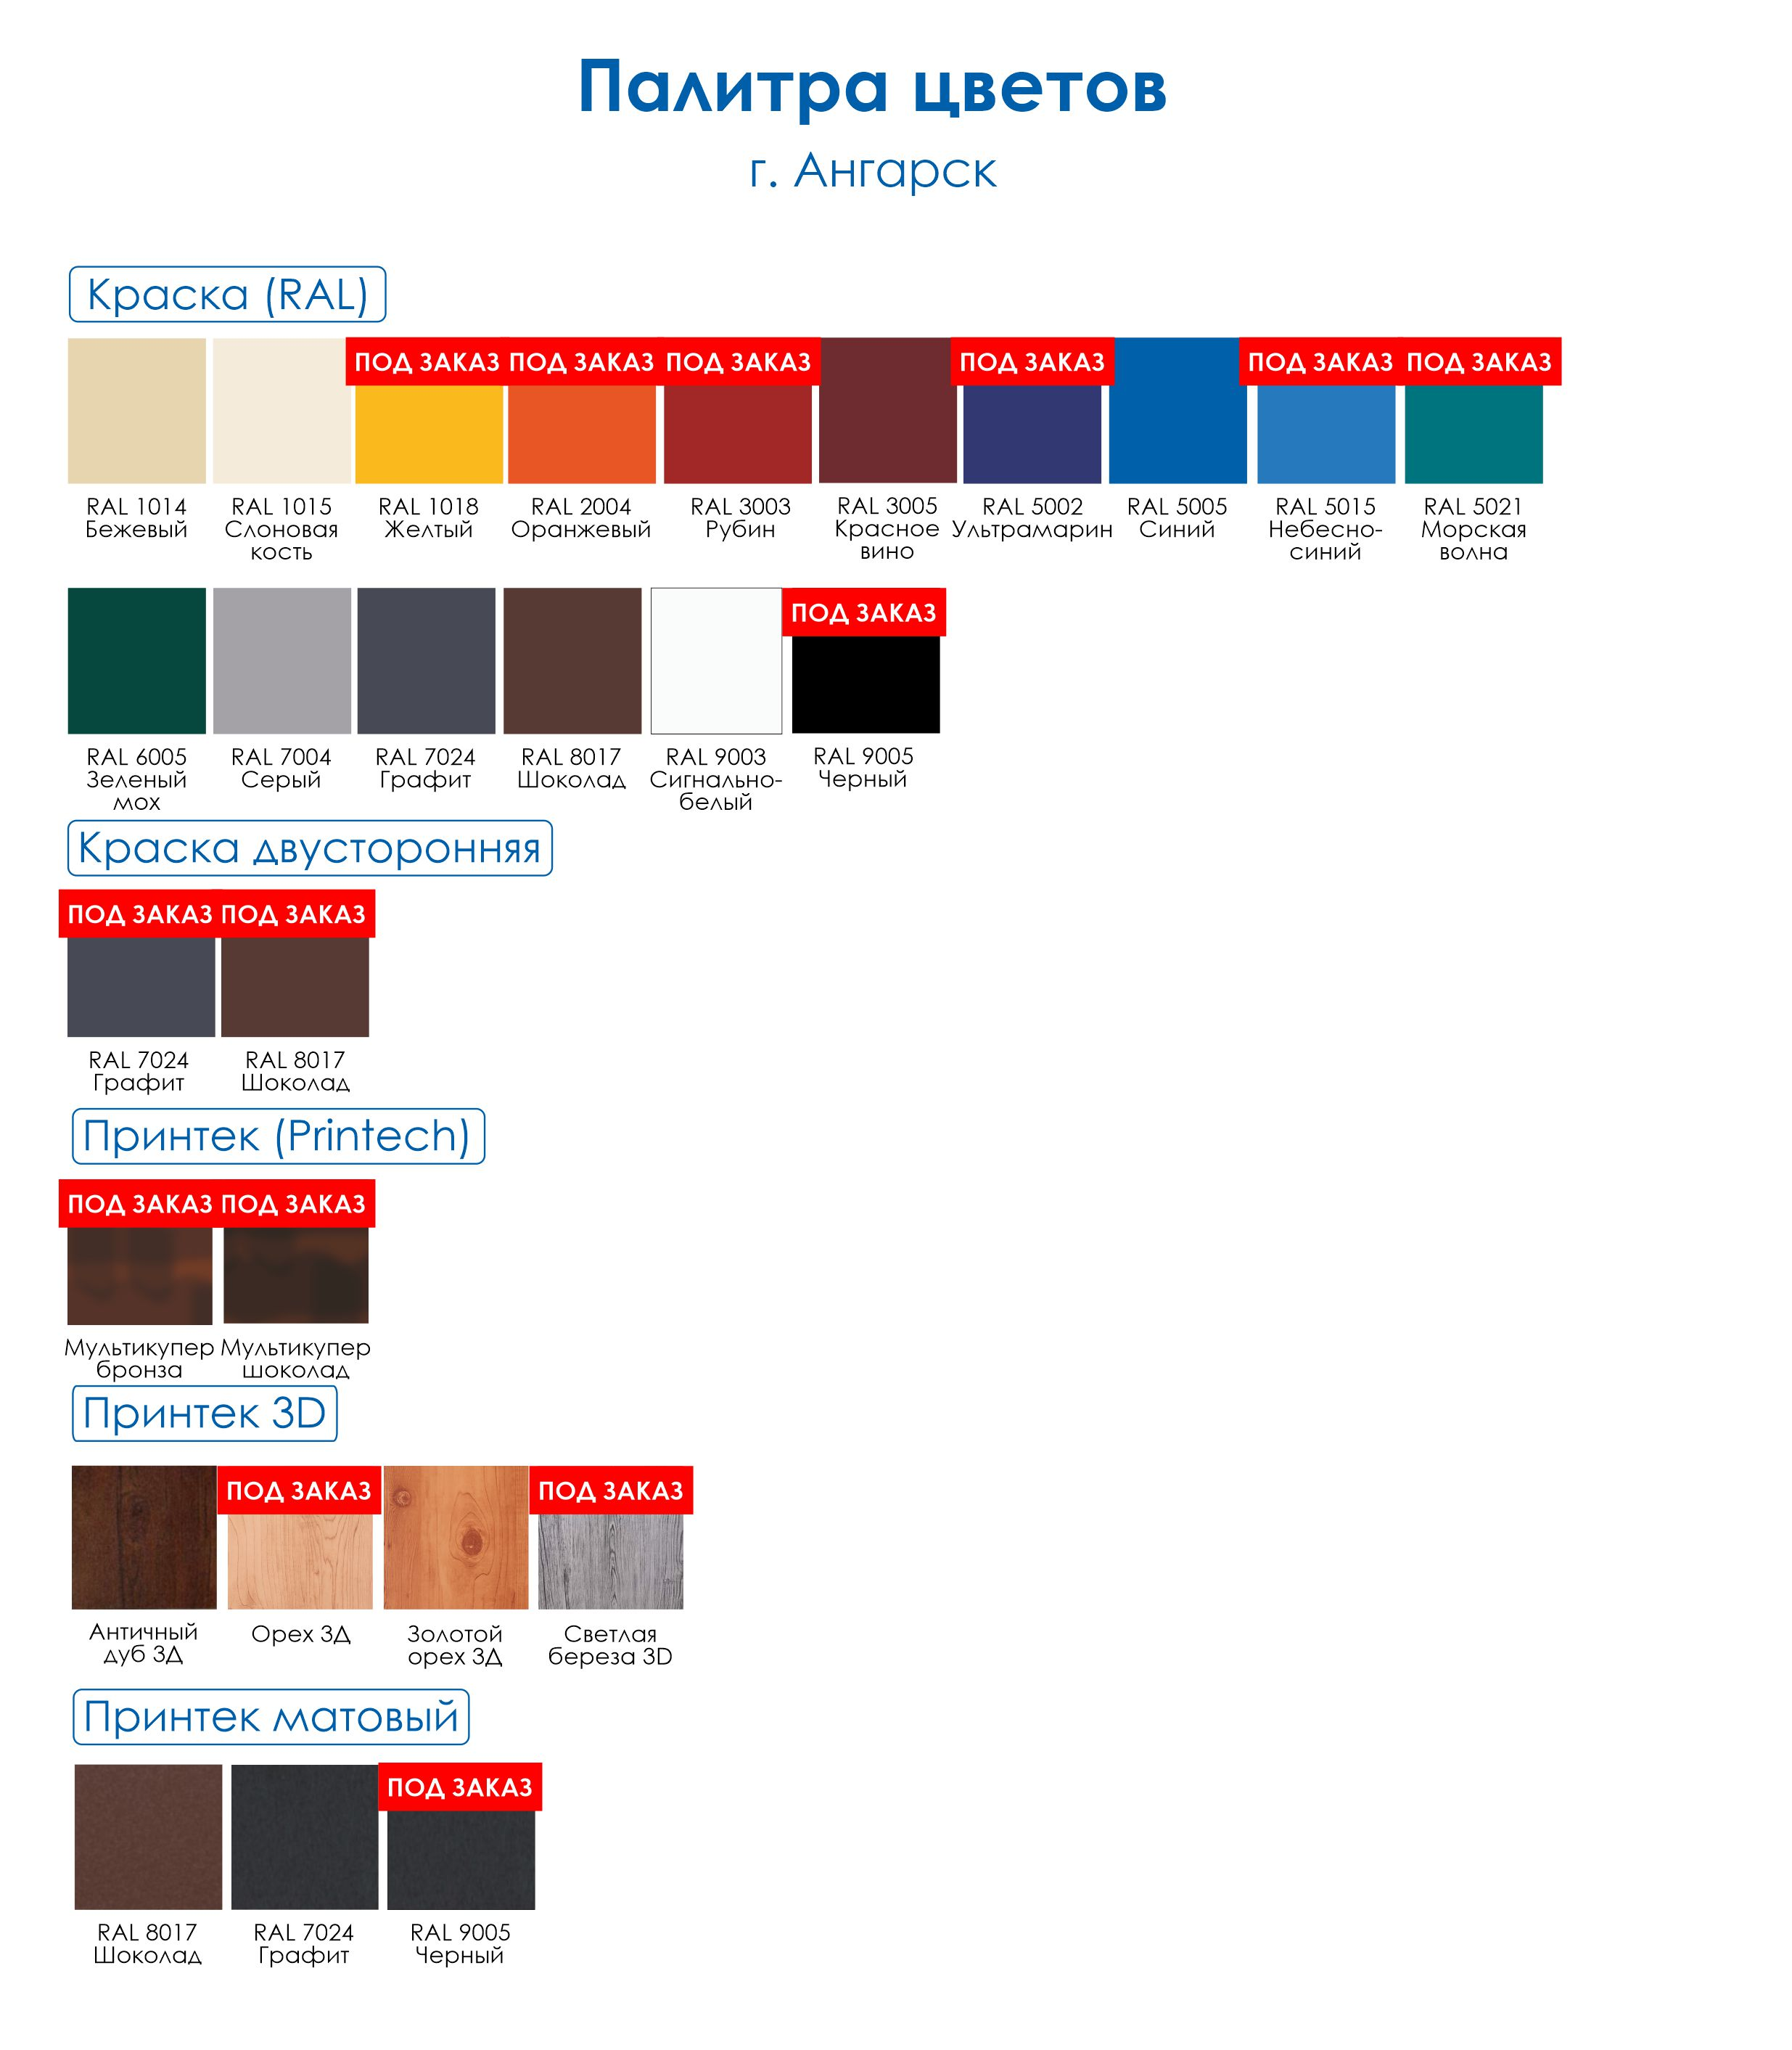 Палитра цветов
г. Ангарск
Краска (RAL)
ПОД ЗАКАЗ ПОД ЗАКАЗ ПОД ЗАКАЗ ПОД ЗАКАЗ ПОД ЗАКАЗ ПОД ЗАКАЗ
RAL 1014 RAL 1015 RAL 1018 RAL 2004 RAL 3003 RAL 3005 RAL 5002 RAL 5005 RAL 5015 RAL 5021
Бежевый Слоновая Желтый Оранжевый Рубин Красное Ультрамарин Синий Небесно- Морская
кость вино синий волна
ПОД ЗАКАЗ
RAL 6005 RAL 7004 RAL 7024 RAL 8017 RAL 9003 RAL 9005
Зеленый Серый Графит Шоколад Сигнально- Черный
мох белый
Краска двусторонняя
ПОД ЗАКАЗ ПОД ЗАКАЗ
RAL 7024 RAL 8017
Графит Шоколад
Принтек (Printech)
ПОД ЗАКАЗ ПОД ЗАКАЗ
Мультикупер Мультикупер
бронза шоколад
Принтек 3D
ПОД ЗАКАЗ ПОД ЗАКАЗ
Античный Орех 3Д Золотой Светлая
дуб 3Д орех 3Д береза 3D
Принтек матовый
ПОД ЗАКАЗ
RAL 8017 RAL 7024 RAL 9005
Шоколад Графит Черный